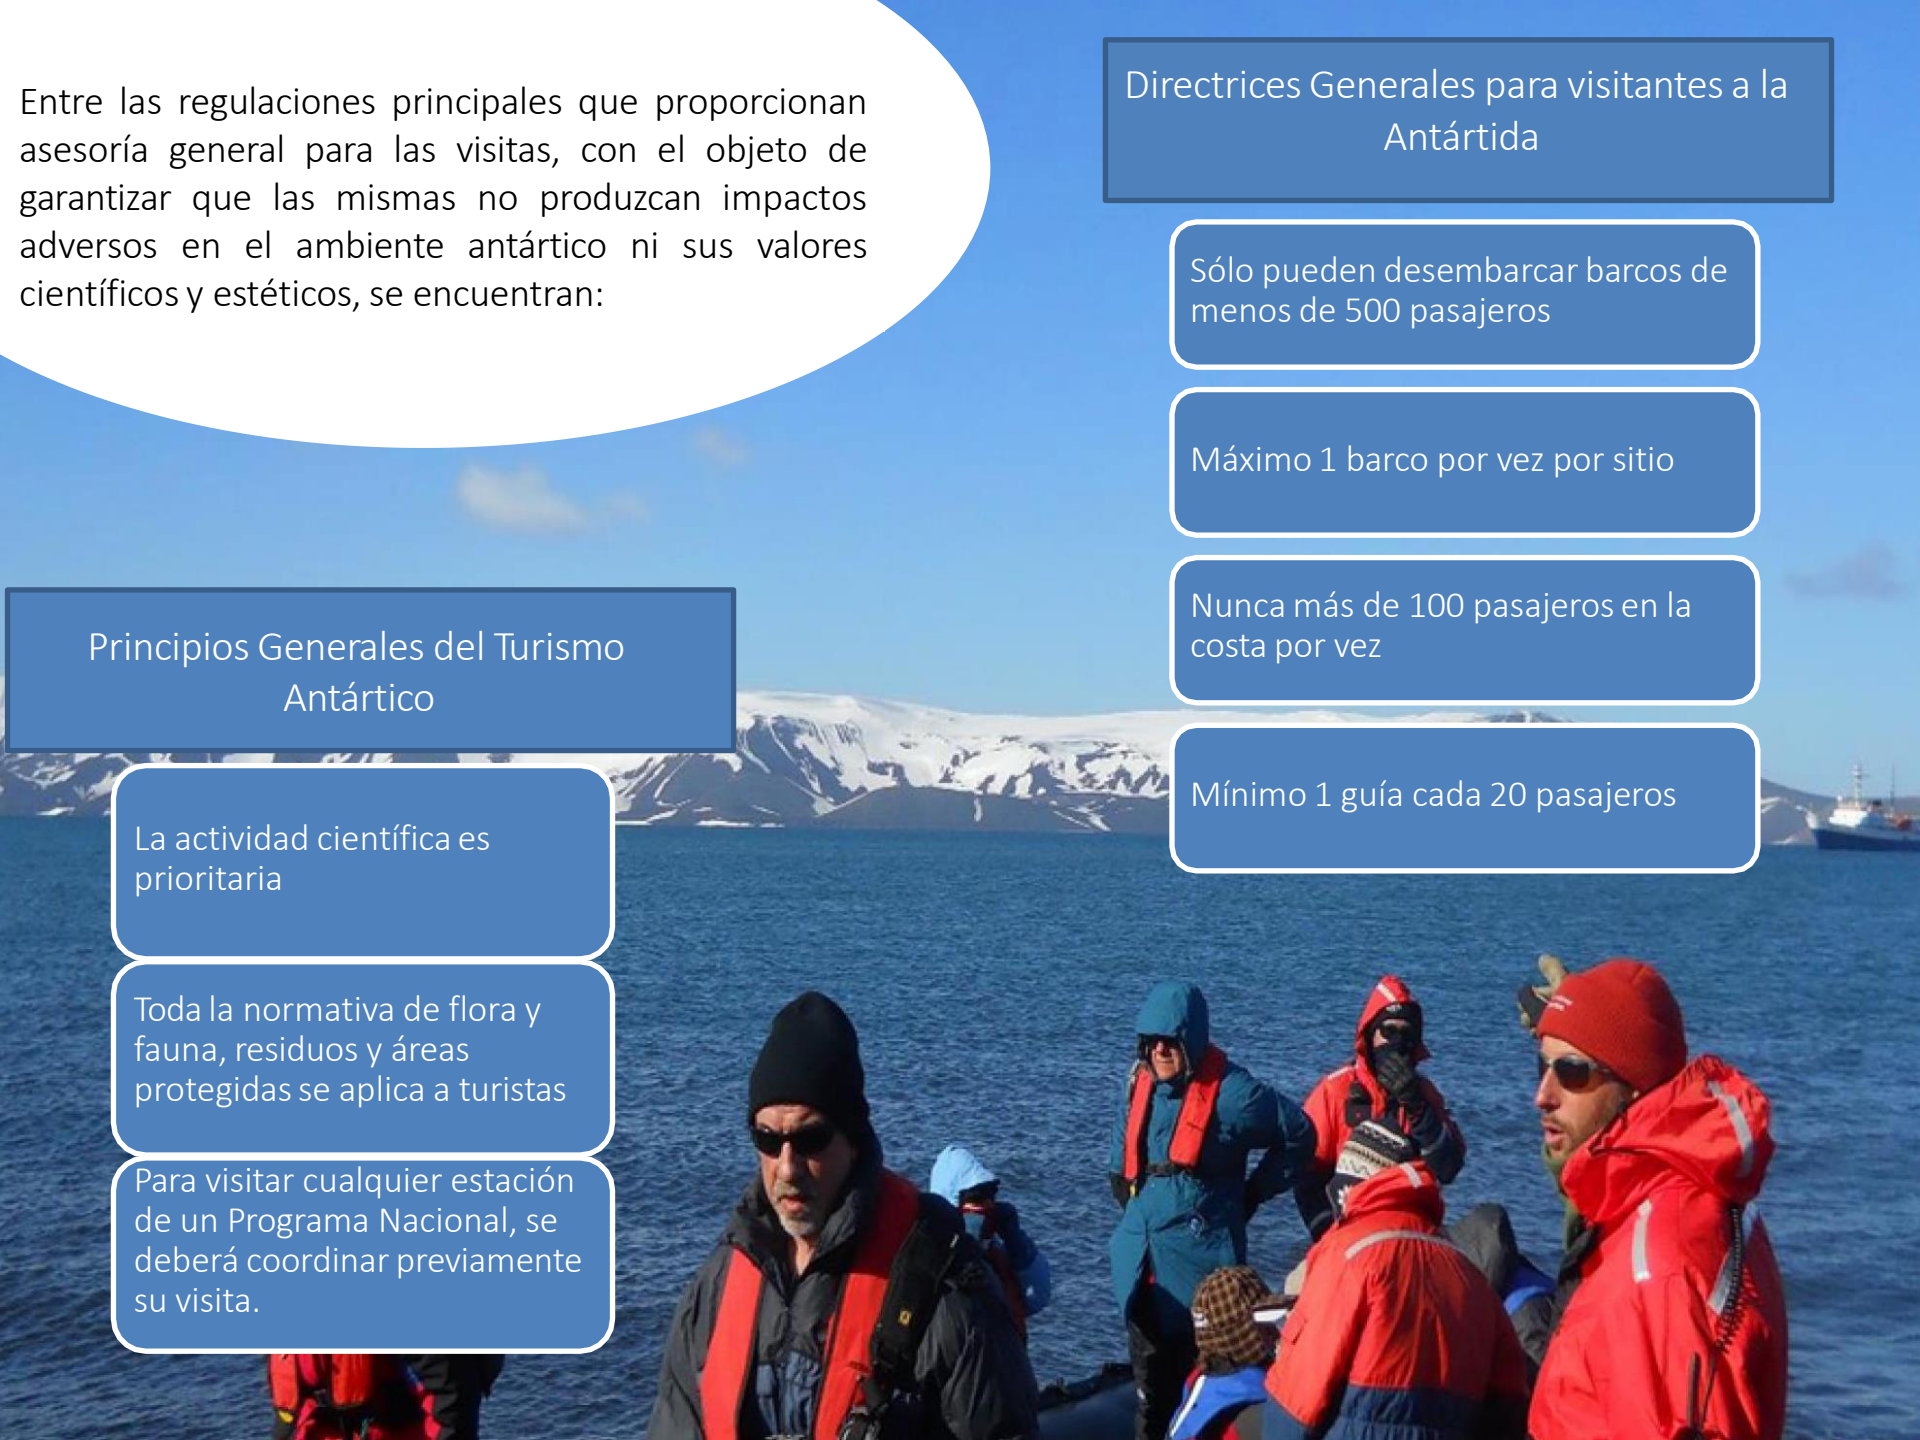 Entre las regulaciones principales que proporcionan
asesoría general para las visitas, con el objeto de
garantizar que las mismas no produzcan impactos
adversos en el ambiente antártico ni sus valores
científicos y estéticos, se encuentran:
Principios Generales del Turismo
Antártico
La actividad científica es
prioritaria
Toda la normativa de flora y
fauna, residuos y áreas
protegidas se aplica a turistas
Para visitar cualquier estación
de un Programa Nacional, se
deberá coordinar previamente
su visita.
Directrices Generales para visitantes a la
Antártida
Sólo pueden desembarcar barcos de
menos de 500 pasajeros
Máximo 1 barco por vez por sitio
Nunca más de 100 pasajeros en la
costa por vez
Mínimo 1 guía cada 20 pasajeros